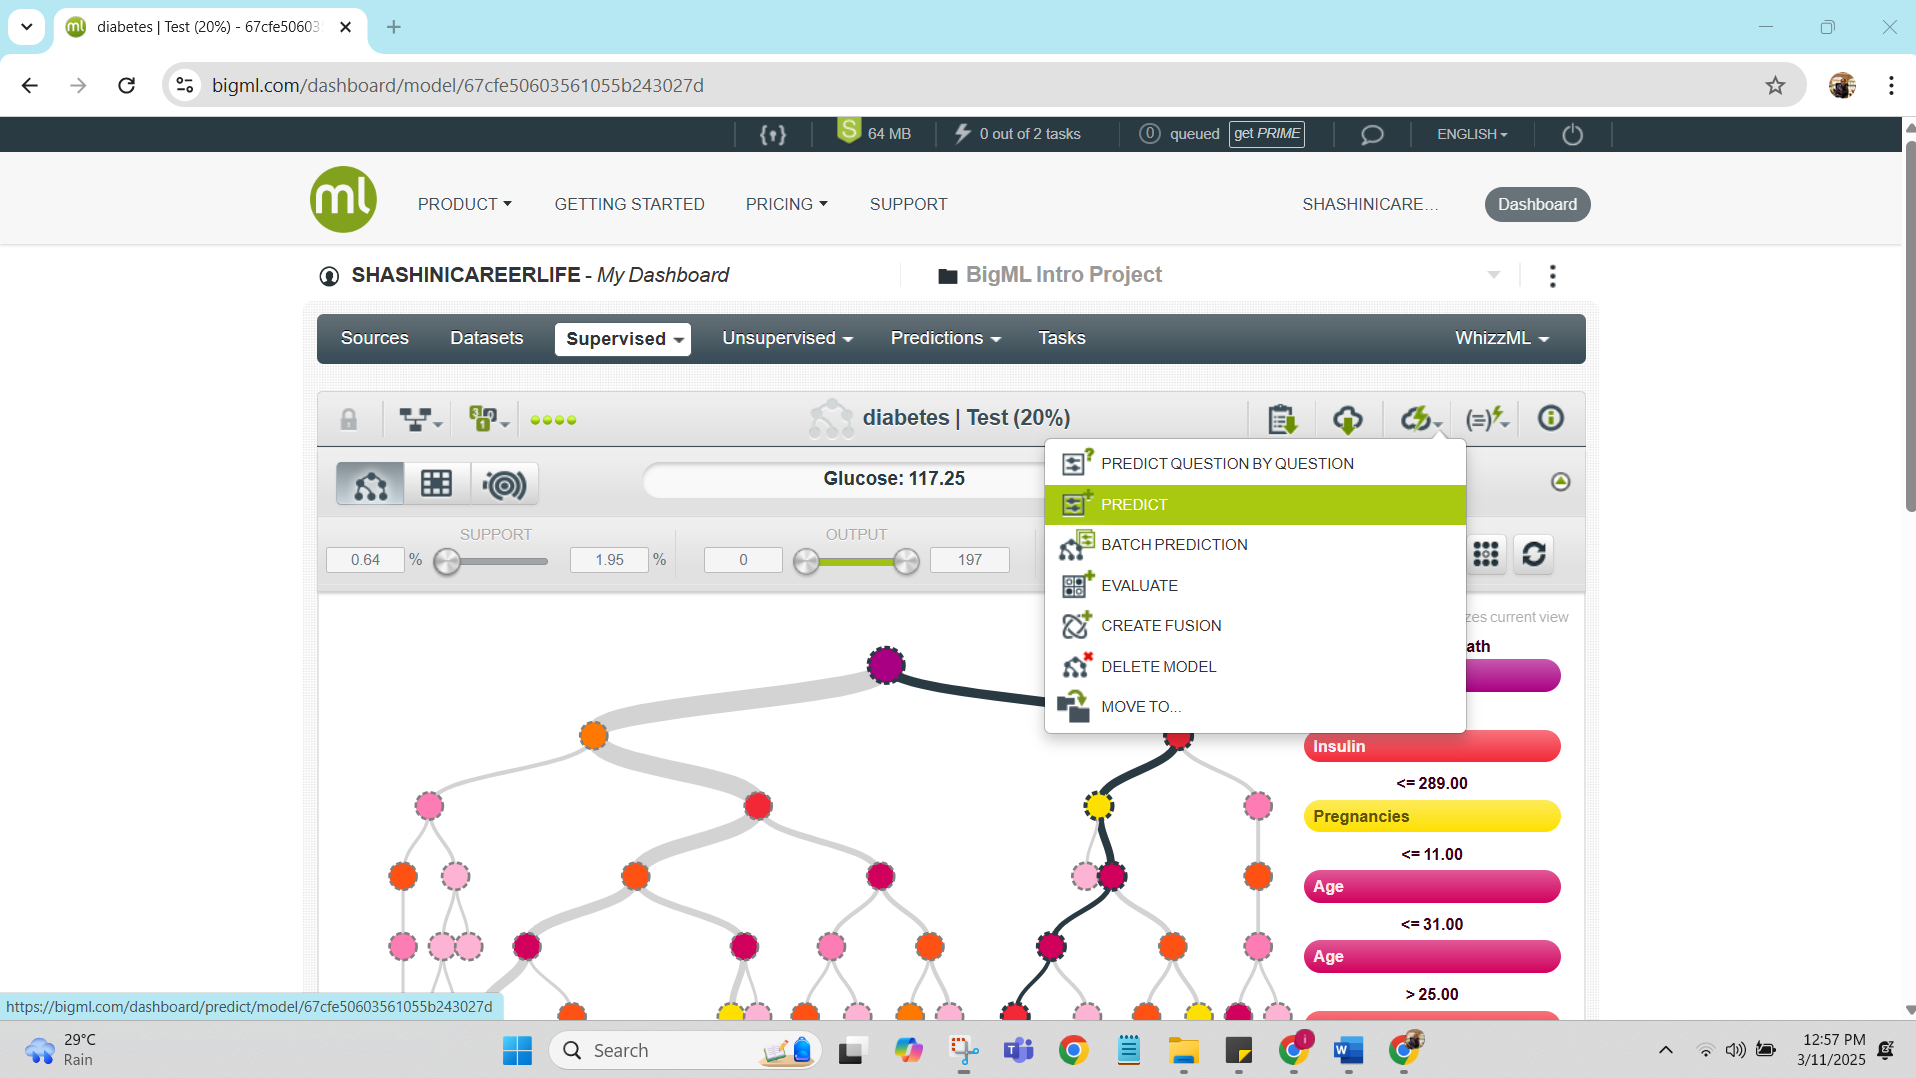 diabetes | Test (20%) - 67cfe50603
bigml.com/dashboard/model/67cfe50603561055b243027d
S 64 MB 0 out of 2 tasks 0 queued get PRIME ENGLISH
ml PRODUCT GETTING STARTED PRICING SUPPORT SHASHINICARE... Dashboard
SHASHINICAREERLIFE - My Dashboard BigML Intro Project
Sources Datasets Supervised Unsupervised Predictions Tasks WhizzML
diabetes | Test (20%)
Glucose: 117.25
PREDICT QUESTION BY QUESTION
PREDICT
BATCH PREDICTION
EVALUATE
CREATE FUSION
DELETE MODEL
MOVE TO...
SUPPORT OUTPUT
0.64 % 1.95 % 0 197
zes current view
ath
Insulin
<= 289.00
Pregnancies
<= 11.00
Age
<= 31.00
Age
> 25.00
https://bigml.com/dashboard/predict/model/67cfe50603561055b243027d
29°C
Rain
Search
12:57 PM
3/11/2025